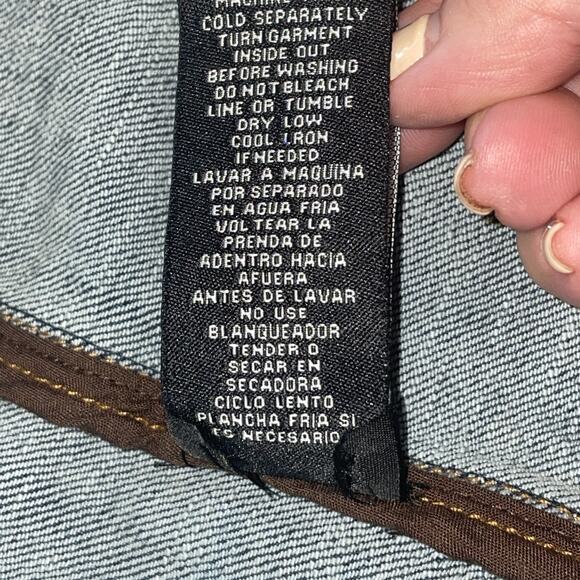 MACHINE
COLD SEPARATELY
TURN GARMENT
INSIDE OUT
BEFORE WASHING
DO NOT BLEACH
LINE OR TUMBLE
DRY LOW
COOL IRON
IF NEEDED
LAVAR A MAQUINA
POR SEPARADO
EN AGUA FRIA
VOLTEAR LA
PRENDA DE
ADENTRO HACIA
AFUERA
ANTES DE LAVAR
NO USE
BLANQUEADOR
TENDER O
SECAR EN
SECADORA
CICLO LENTO
PLANCHA FRIA SI
ES NECESARIO